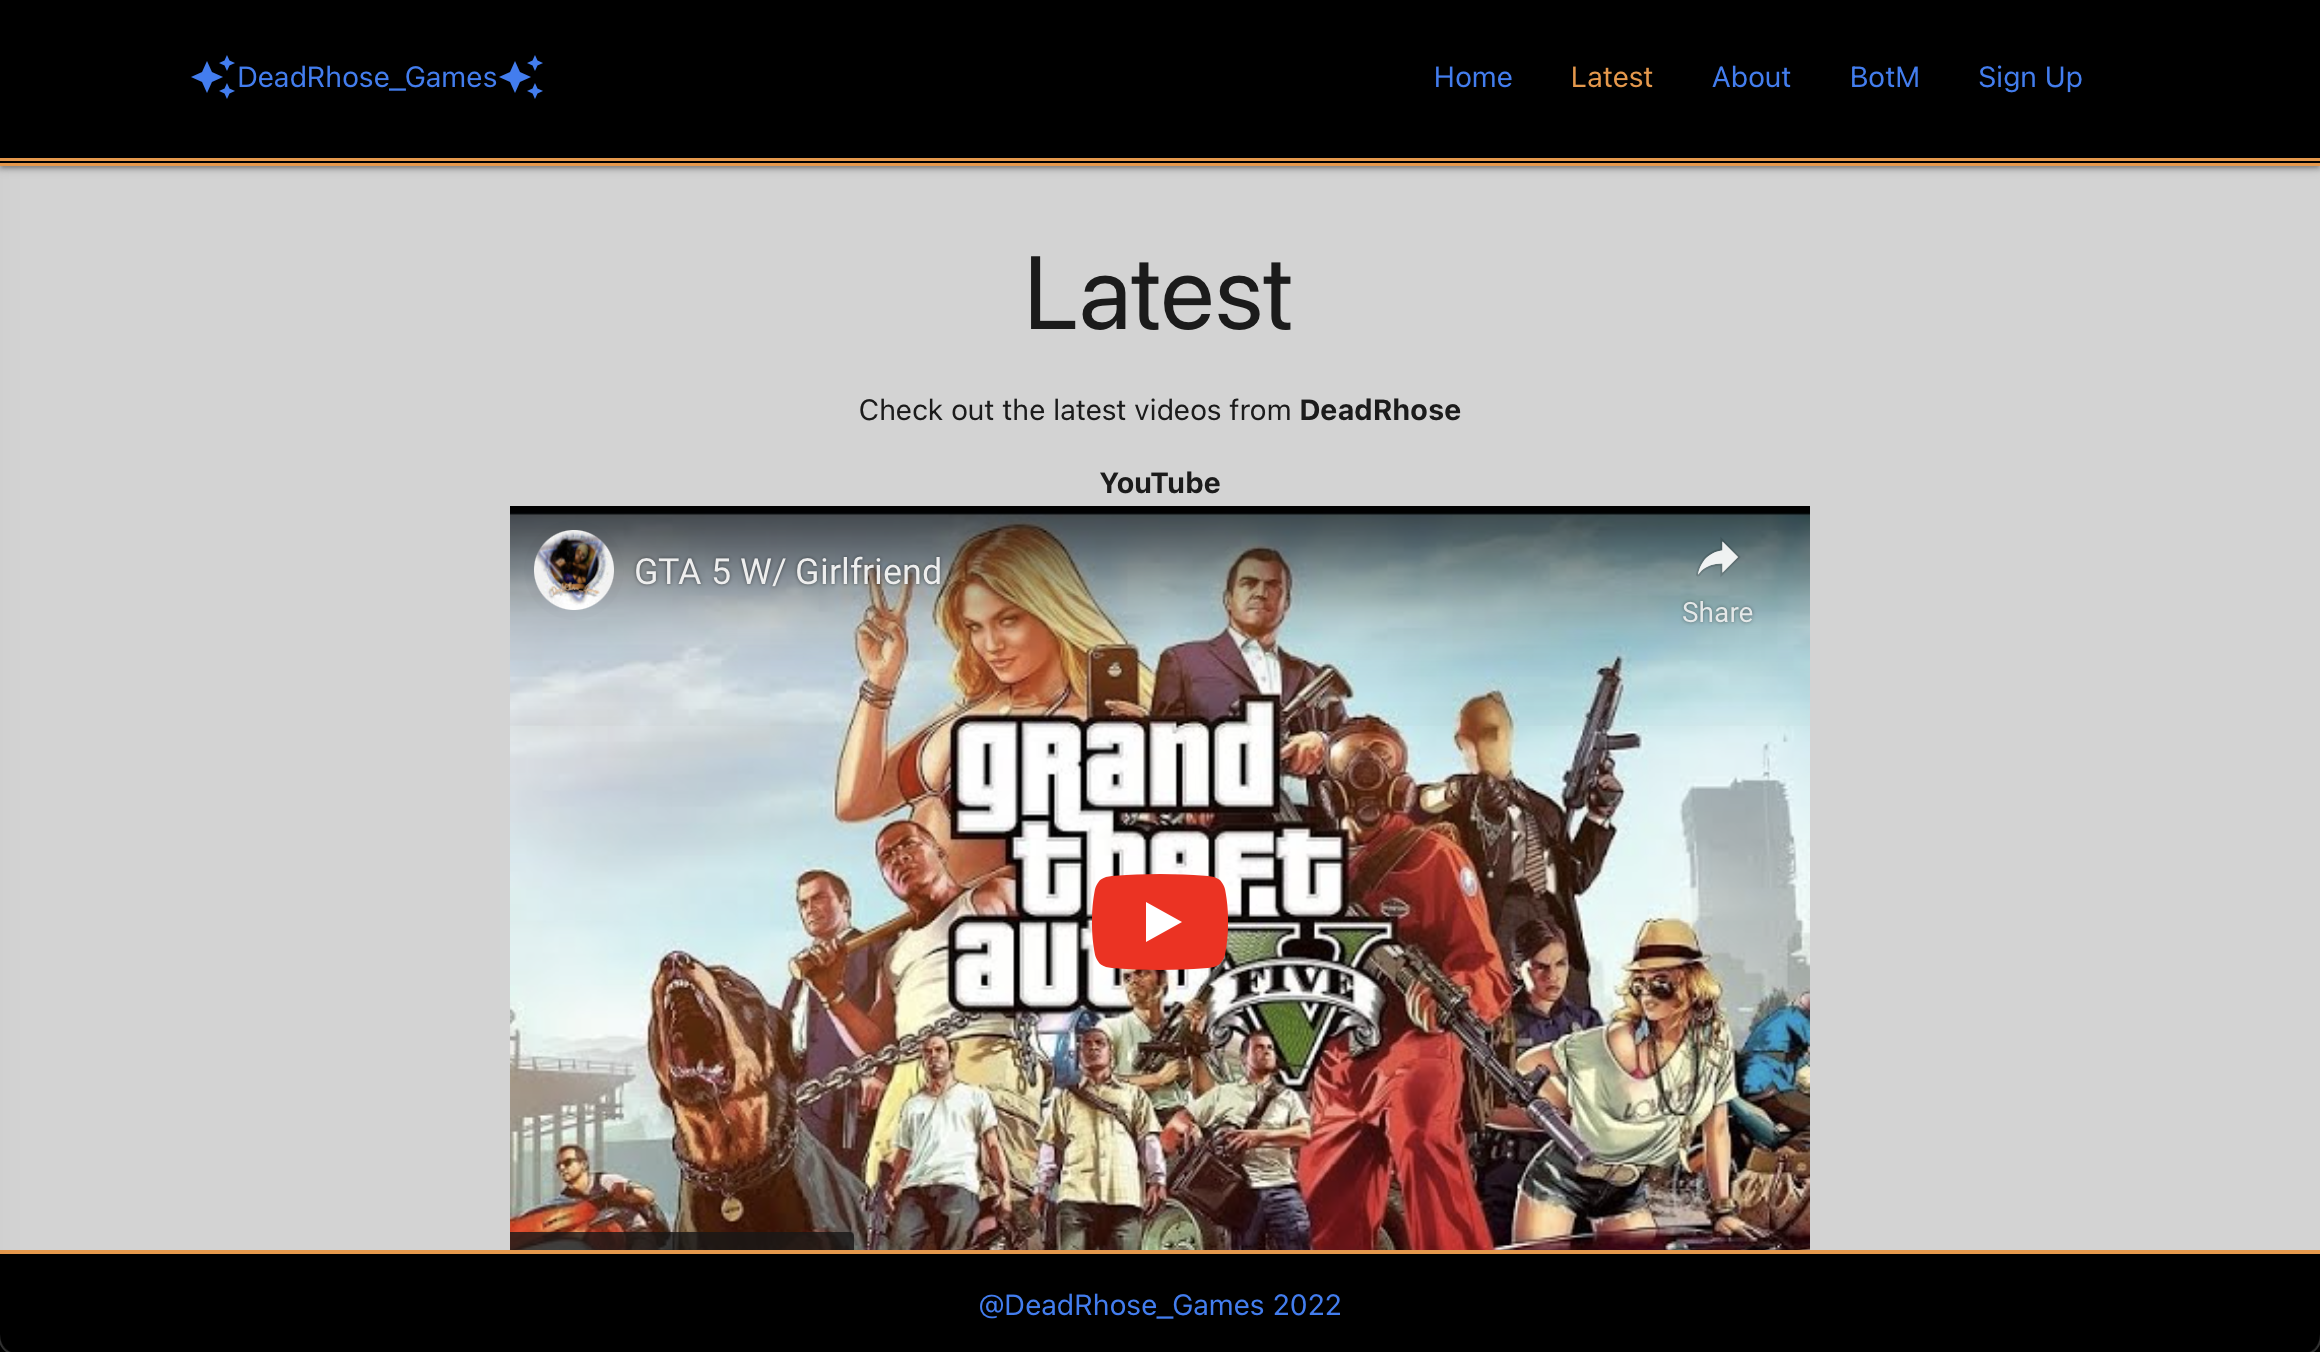 DeadRhose_Games
Home Latest About BotM Sign Up
Latest
Check out the latest videos from DeadRhose
YouTube
GTA 5 W/ Girlfriend
Share
grand
theft
auto
FIVE
@DeadRhose_Games 2022